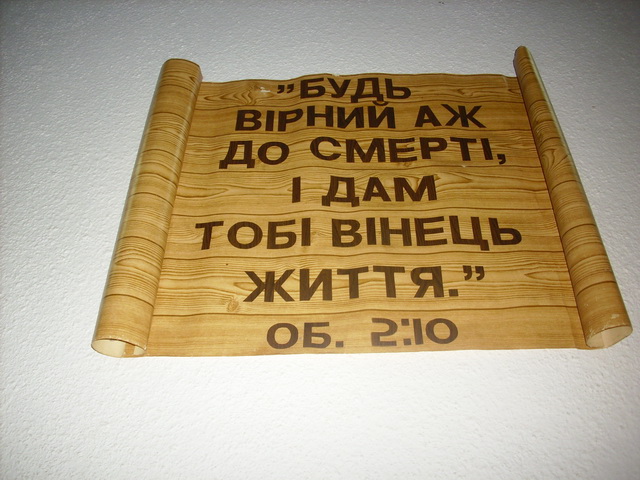 ”БУДЬ
ВІРНИЙ АЖ
ДО СМЕРТІ,
І ДАМ
ТОБІ ВІНЕЦЬ
ЖИТТЯ.”
ОБ. 2:10